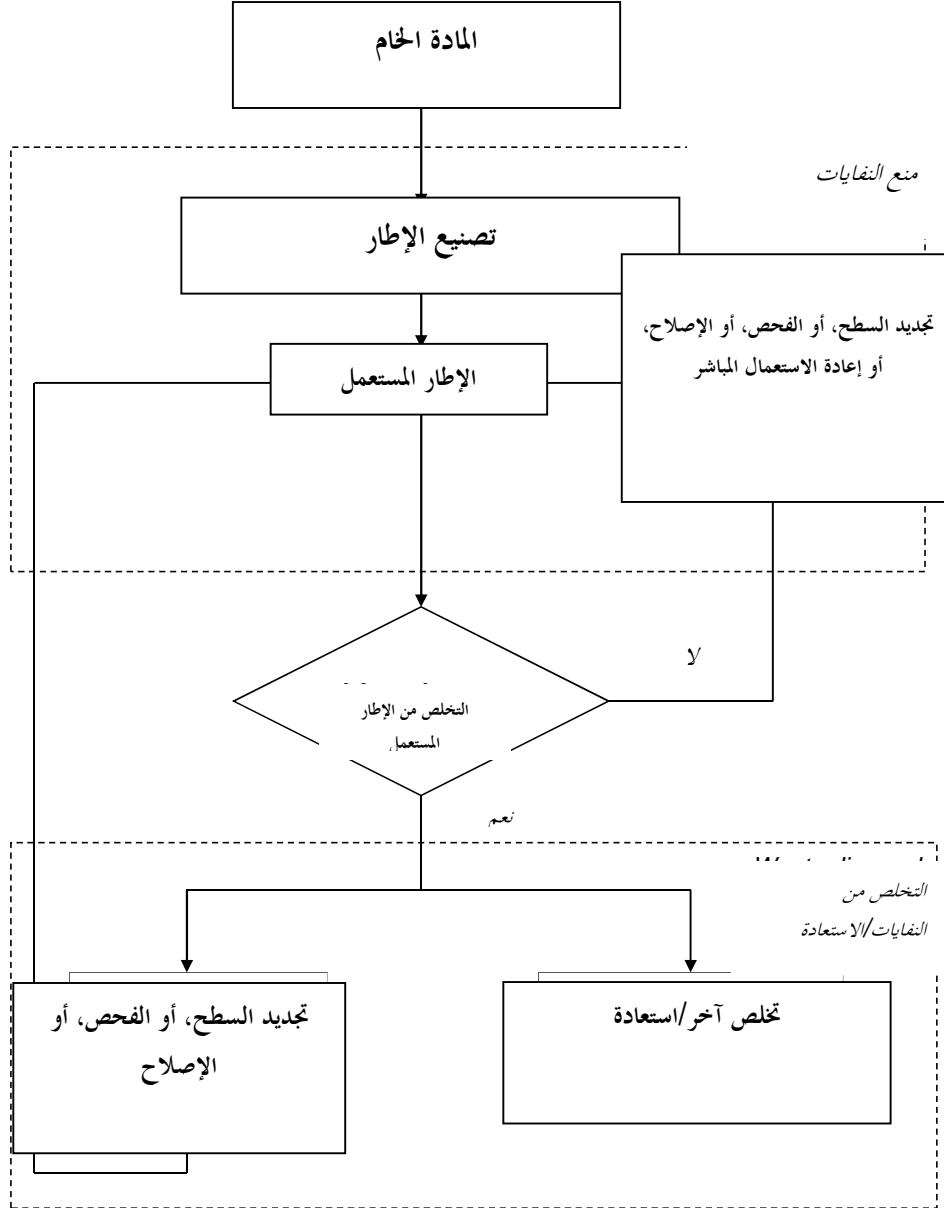 المادة الخام
منع النفايات
تصنيع الإطار
تجديد السطح، أو الفحص، أو الإصلاح،
أو إعادة الاستعمال المباشر
الإطار المستعمل
لا
التخلص من الإطار
المستعمل
نعم
التخلص من
النفايات/الاستعادة
تجديد السطح، أو الفحص، أو
الإصلاح
تخلص آخر/استعادة